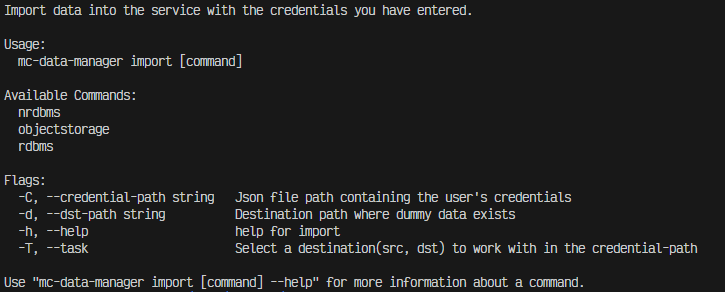 Import data into the service with the credentials you have entered.
Usage:
  mc-data-manager import [command]
Available Commands:
  nrdbms
  objectstorage
  rdbms
Flags:
  -C, --credential-path string   Json file path containing the user's credentials
  -d, --dst-path string          Destination path where dummy data exists
  -h, --help                     help for import
  -T, --task                     Select a destination(src, dst) to work with in the credential-path
Use "mc-data-manager import [command] --help" for more information about a command.